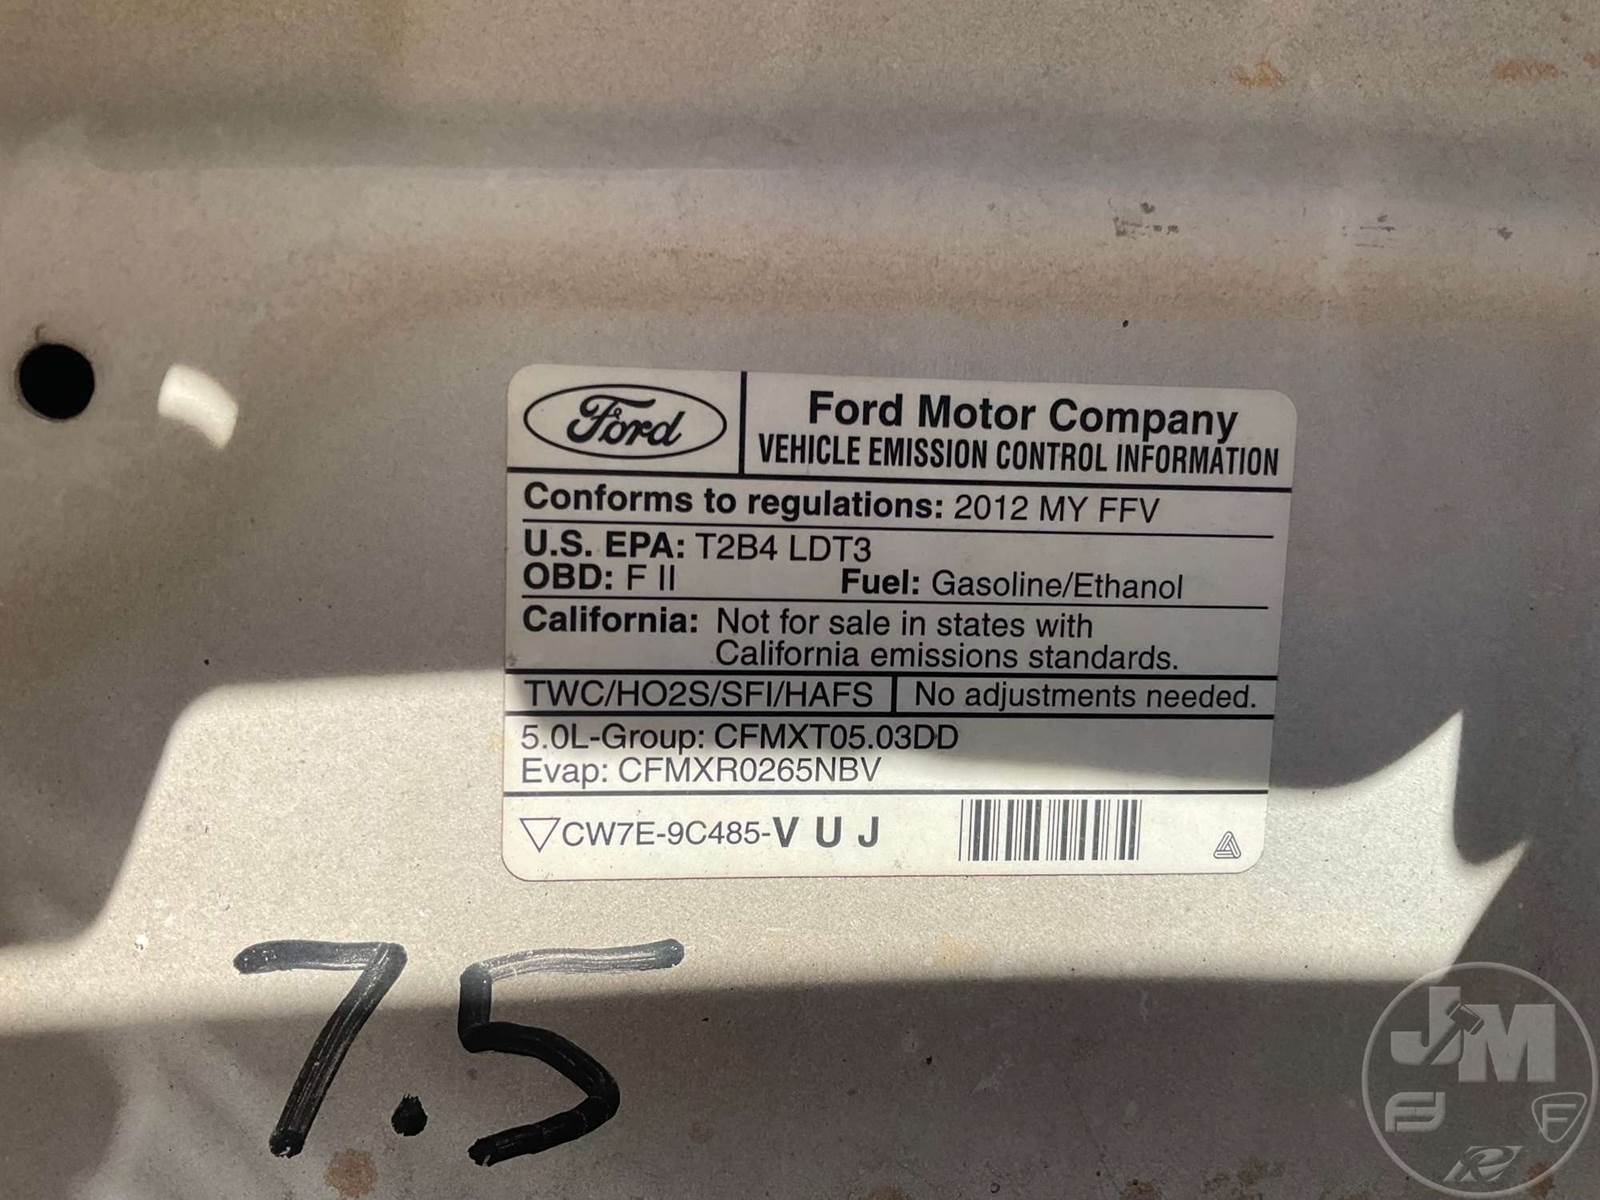 Ford
Ford Motor Company
VEHICLE EMISSION CONTROL INFORMATION
Conforms to regulations: 2012 MY FFV
U.S. EPA: T2B4 LDT3
OBD: F II Fuel: Gasoline/Ethanol
California: Not for sale in states with
California emissions standards.
TWC/HO2S/SFI/HAFS No adjustments needed.
5.0L-Group: CFMXT05.03DD
Evap: CFMXR0265NBV
CW7E-9C485-V U J
7.5
JM